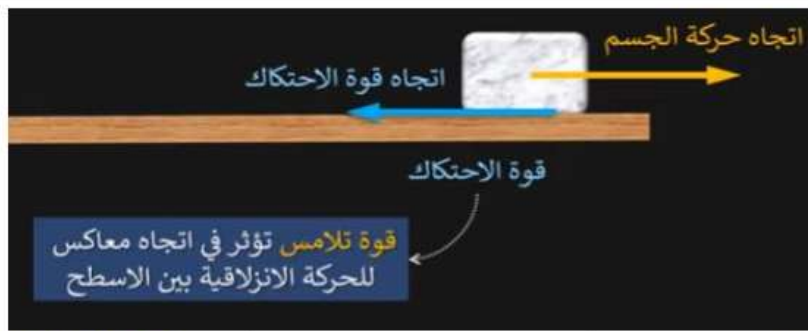 اتجاه حركة الجسم
اتجاه قوة الاحتكاك
قوة الاحتكاك
قوة تلامس تؤثر في اتجاه معاكس
للحركة الانزلاقية بين الاسطح